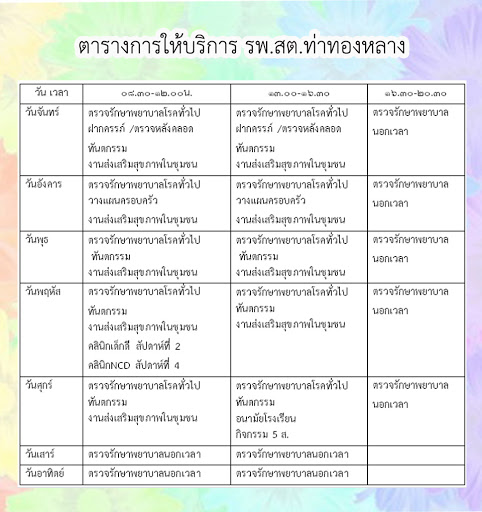 ตารางการให้บริการ รพ.สต.ท่าทองหลาง
วัน เวลา ๐๘.๓๐-๑๒.๐๐น. ๑๓.๐๐-๑๖.๓๐ ๑๖.๓๐-๒๐.๓๐
วันจันทร์ ตรวจรักษาพยาบาลโรคทั่วไป ตรวจรักษาพยาบาลโรคทั่วไป ตรวจรักษาพยาบาล
ฝากครรภ์ /ตรวจหลังคลอด ฝากครรภ์ /ตรวจหลังคลอด นอกเวลา
ทันตกรรม ทันตกรรม
งานส่งเสริมสุขภาพในชุมชน งานส่งเสริมสุขภาพในชุมชน
วันอังคาร ตรวจรักษาพยาบาลโรคทั่วไป ตรวจรักษาพยาบาลโรคทั่วไป ตรวจรักษาพยาบาล
วางแผนครอบครัว วางแผนครอบครัว นอกเวลา
งานส่งเสริมสุขภาพในชุมชน งานส่งเสริมสุขภาพในชุมชน
วันพุธ ตรวจรักษาพยาบาลโรคทั่วไป ตรวจรักษาพยาบาลโรคทั่วไป ตรวจรักษาพยาบาล
ทันตกรรม ทันตกรรม นอกเวลา
งานส่งเสริมสุขภาพในชุมชน งานส่งเสริมสุขภาพในชุมชน
วันพฤหัส ตรวจรักษาพยาบาลโรคทั่วไป ตรวจรักษาพยาบาลโรคทั่วไป ตรวจรักษาพยาบาล
ทันตกรรม ทันตกรรม นอกเวลา
งานส่งเสริมสุขภาพในชุมชน งานส่งเสริมสุขภาพในชุมชน
คลินิกเด็กดี สัปดาห์ที่ 2
คลินิกNCD สัปดาห์ที่ 4
วันศุกร์ ตรวจรักษาพยาบาลโรคทั่วไป ตรวจรักษาพยาบาลโรคทั่วไป ตรวจรักษาพยาบาล
ทันตกรรม ทันตกรรม นอกเวลา
งานส่งเสริมสุขภาพในชุมชน อนามัยโรงเรียน
กิจกรรม 5 ส.
วันเสาร์ ตรวจรักษาพยาบาลนอกเวลา ตรวจรักษาพยาบาลนอกเวลา
วันอาทิตย์ ตรวจรักษาพยาบาลนอกเวลา ตรวจรักษาพยาบาลนอกเวลา